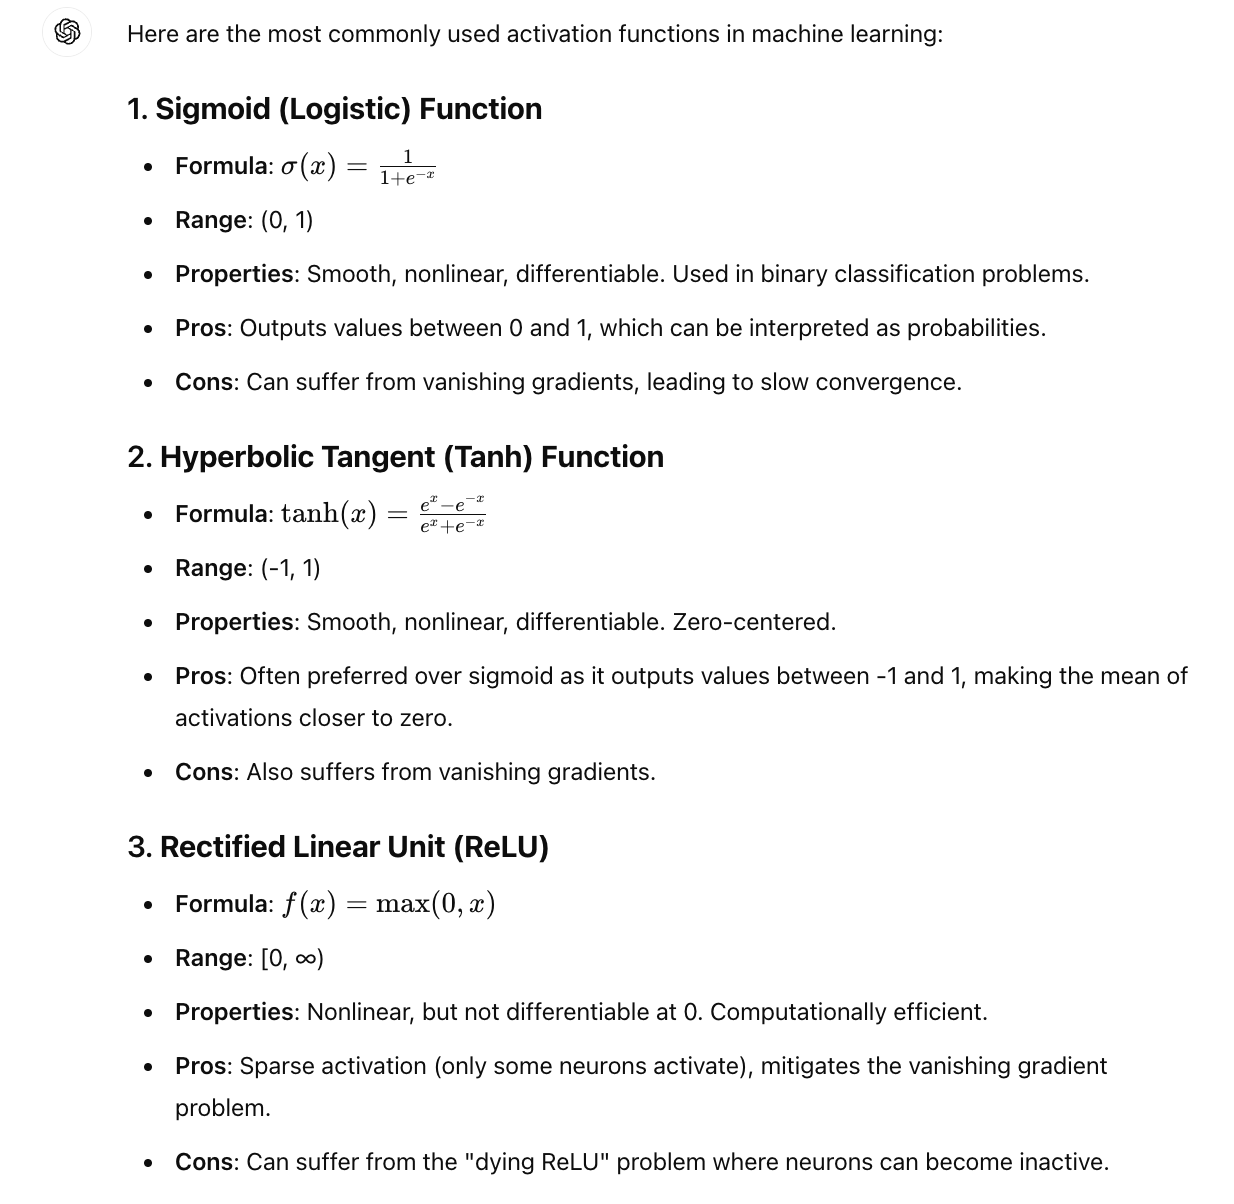 Here are the most commonly used activation functions in machine learning:
1. Sigmoid (Logistic) Function
• Formula: σ(x) = 1/(1+e^−x)
• Range: (0, 1)
• Properties: Smooth, nonlinear, differentiable. Used in binary classification problems.
• Pros: Outputs values between 0 and 1, which can be interpreted as probabilities.
• Cons: Can suffer from vanishing gradients, leading to slow convergence.
2. Hyperbolic Tangent (Tanh) Function
• Formula: tanh(x) = (e^x−e^−x)/(e^x+e^−x)
• Range: (-1, 1)
• Properties: Smooth, nonlinear, differentiable. Zero-centered.
• Pros: Often preferred over sigmoid as it outputs values between -1 and 1, making the mean of
activations closer to zero.
• Cons: Also suffers from vanishing gradients.
3. Rectified Linear Unit (ReLU)
• Formula: f(x) = max(0, x)
• Range: [0, ∞)
• Properties: Nonlinear, but not differentiable at 0. Computationally efficient.
• Pros: Sparse activation (only some neurons activate), mitigates the vanishing gradient
problem.
• Cons: Can suffer from the "dying ReLU" problem where neurons can become inactive.